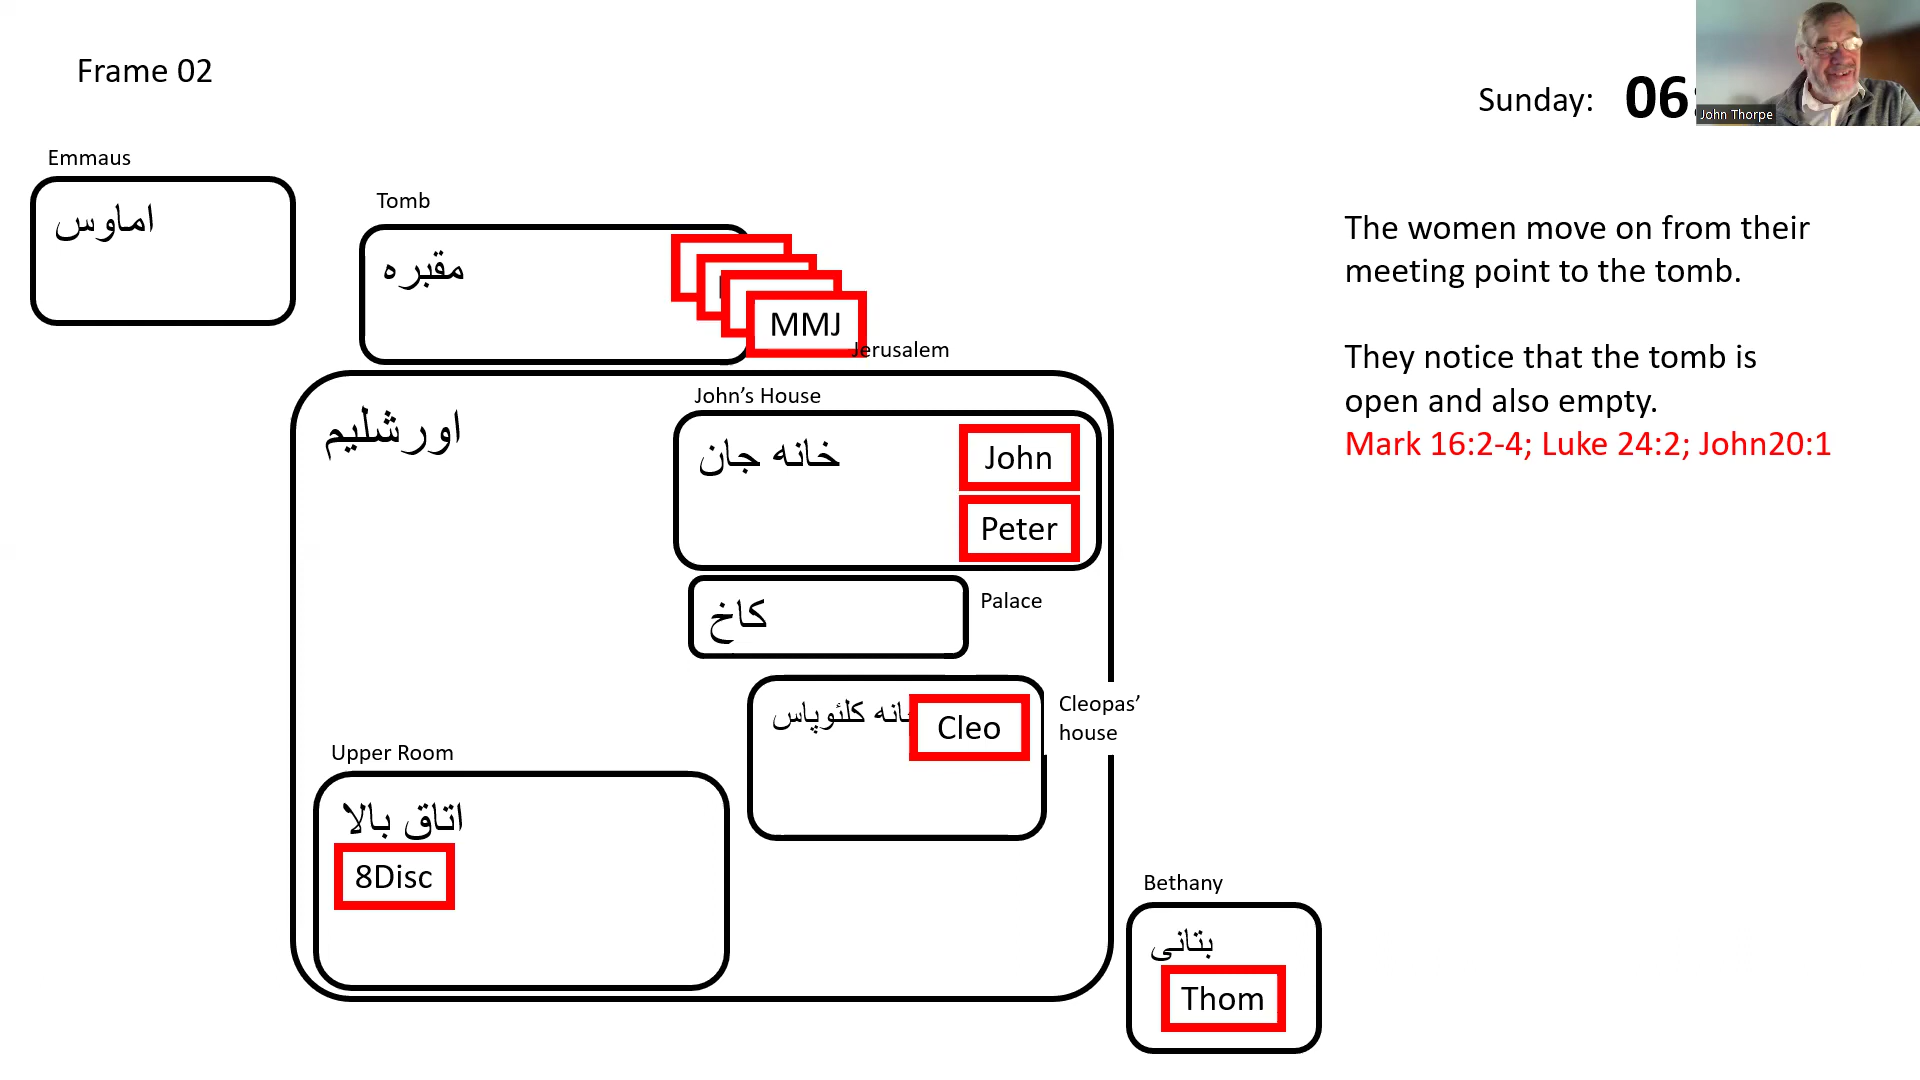 Frame 02
Sunday:
06:
John Thorpe
Emmaus
اماوس
Tomb
مقبره
MMJ
Jerusalem
اورشلیم
John’s House
خانه جان
John
Peter
کاخ
Palace
کلئوپاس
Cleo
Cleopas’
house
Upper Room
اتاق بالا
8Disc
Bethany
بتانی
Thom
The women move on from their
meeting point to the tomb.
They notice that the tomb is
open and also empty.
Mark 16:2-4; Luke 24:2; John20:1